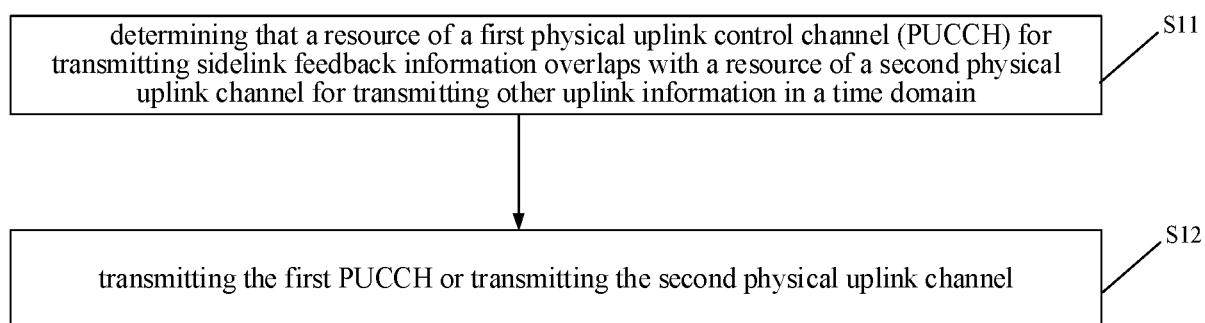 determining that a resource of a first physical uplink control channel (PUCCH) for
transmitting sidelink feedback information overlaps with a resource of a second physical
uplink channel for transmitting other uplink information in a time domain
S11
transmitting the first PUCCH or transmitting the second physical uplink channel
S12